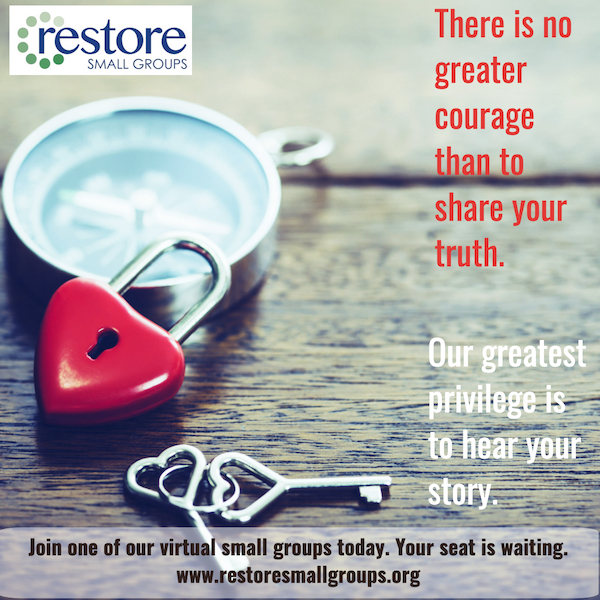 restore
SMALL GROUPS
There is no
greater
courage
than to
share your
truth.
Our greatest
privilege is
to hear your
story.
Join one of our virtual small groups today. Your seat is waiting.
www.restoresmallgroups.org